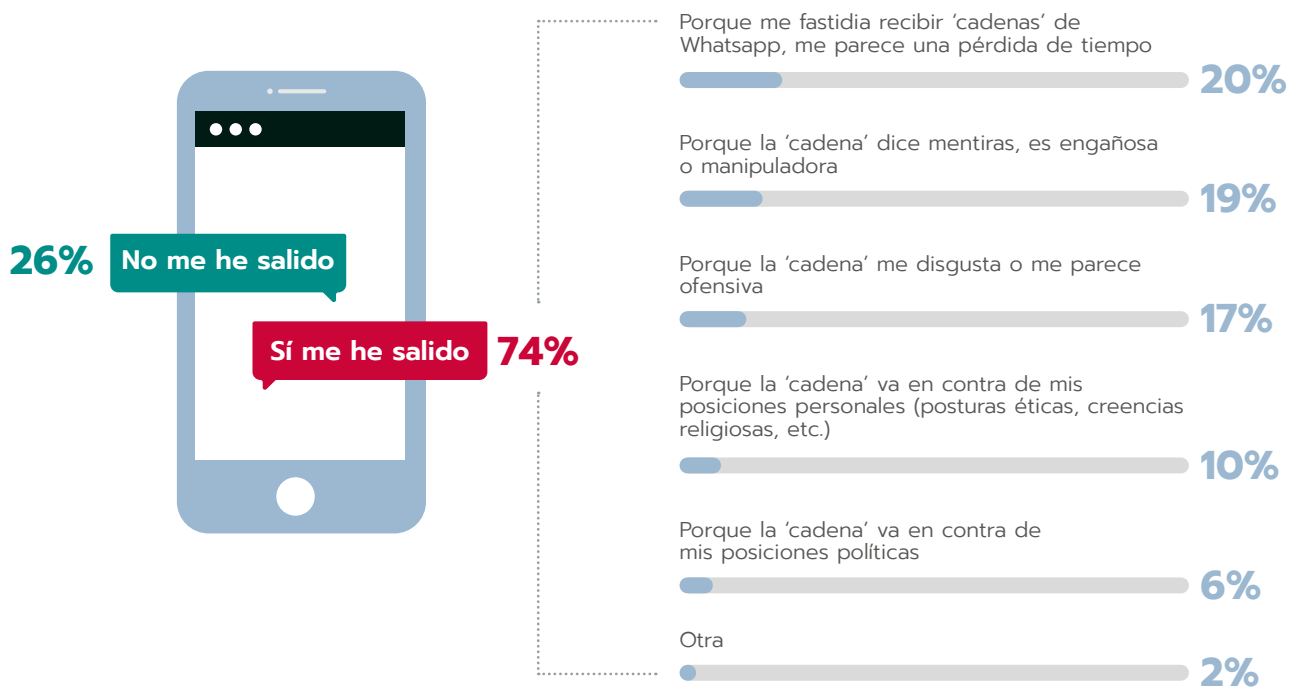 26%
No me he salido
Sí me he salido
74%
Porque me fastidia recibir ‘cadenas’ de
Whatsapp, me parece una pérdida de tiempo
20%
Porque la ‘cadena’ dice mentiras, es engañosa
o manipuladora
19%
Porque la ‘cadena’ me disgusta o me parece
ofensiva
17%
Porque la ‘cadena’ va en contra de mis
posiciones personales (posturas éticas, creencias
religiosas, etc.)
10%
Porque la ‘cadena’ va en contra de
mis posiciones políticas
6%
Otra
2%